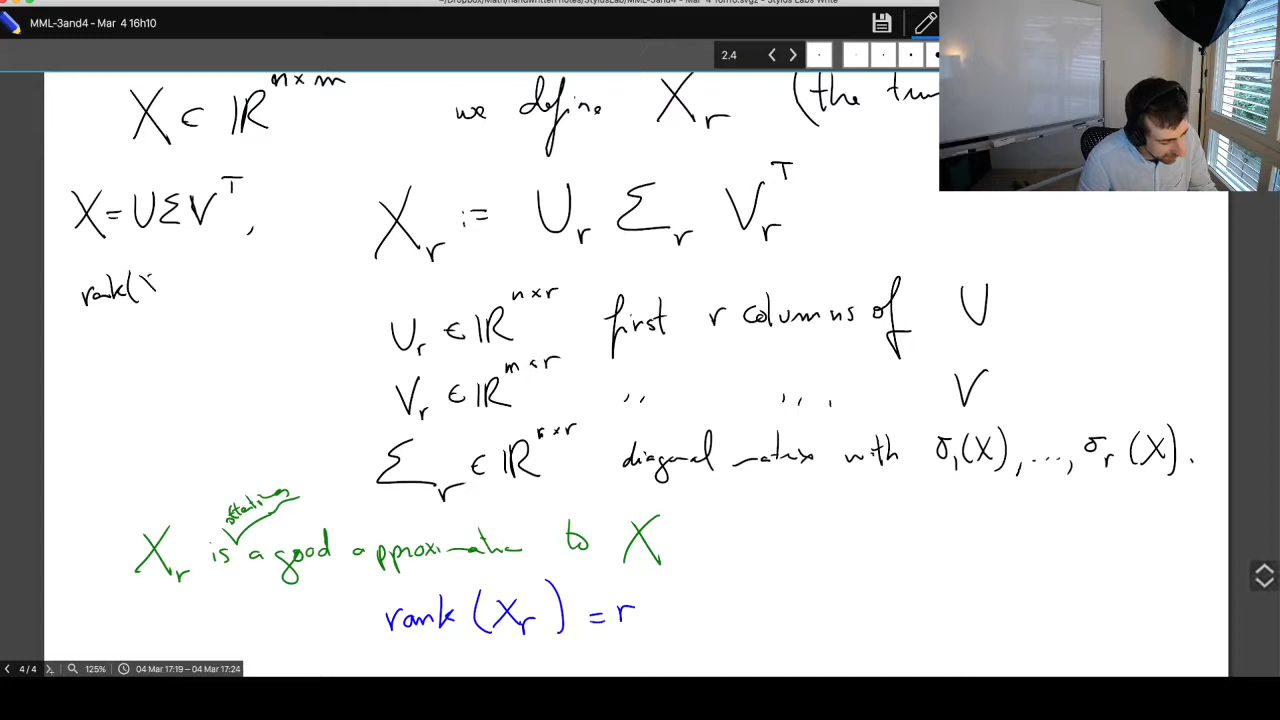 MML-3and4 - Mar 4 16h10
2.4
X ∈ ℝ^{n×m} we define X_r (the
X = UΣV^T, X_r := U_r Σ_r V_r^T
rank(
U_r ∈ ℝ^{n×r} first r columns of U
V_r ∈ ℝ^{m×r} ,, ,,, V
Σ_r ∈ ℝ^{r×r} diagonal matrix with σ_1(X),...,σ_r(X).
oftentimes
X_r is a good approximation to X
rank(X_r) = r
4/4 125% 04 Mar 17:19 – 04 Mar 17:24